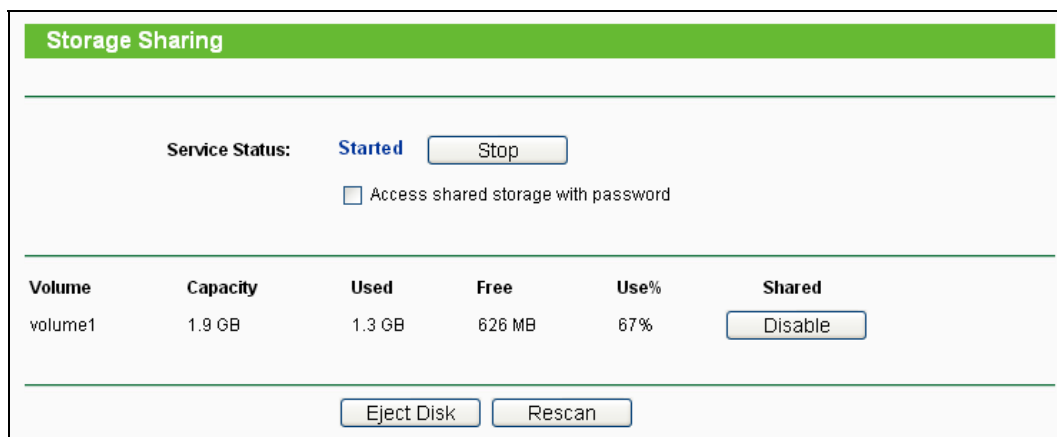 Storage Sharing
Service Status: Started Stop
Access shared storage with password
Volume Capacity Used Free Use% Shared
volume1 1.9 GB 1.3 GB 626 MB 67% Disable
Eject Disk Rescan